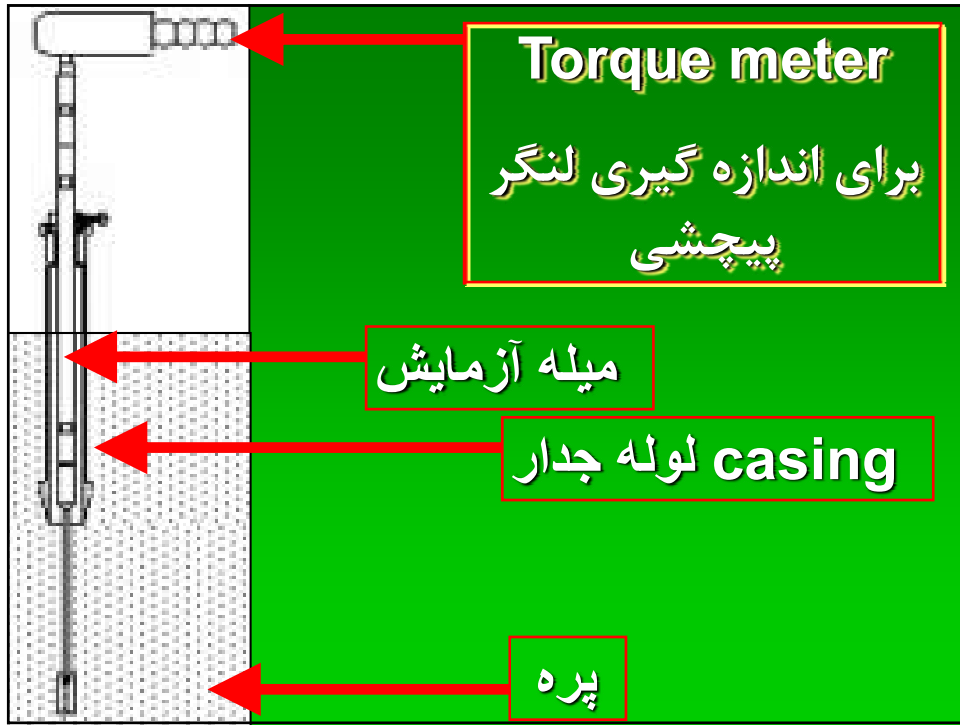 Torque meter
برای اندازه گیری لنگر
پیچشی
میله آزمایش
لوله جدار casing
پره